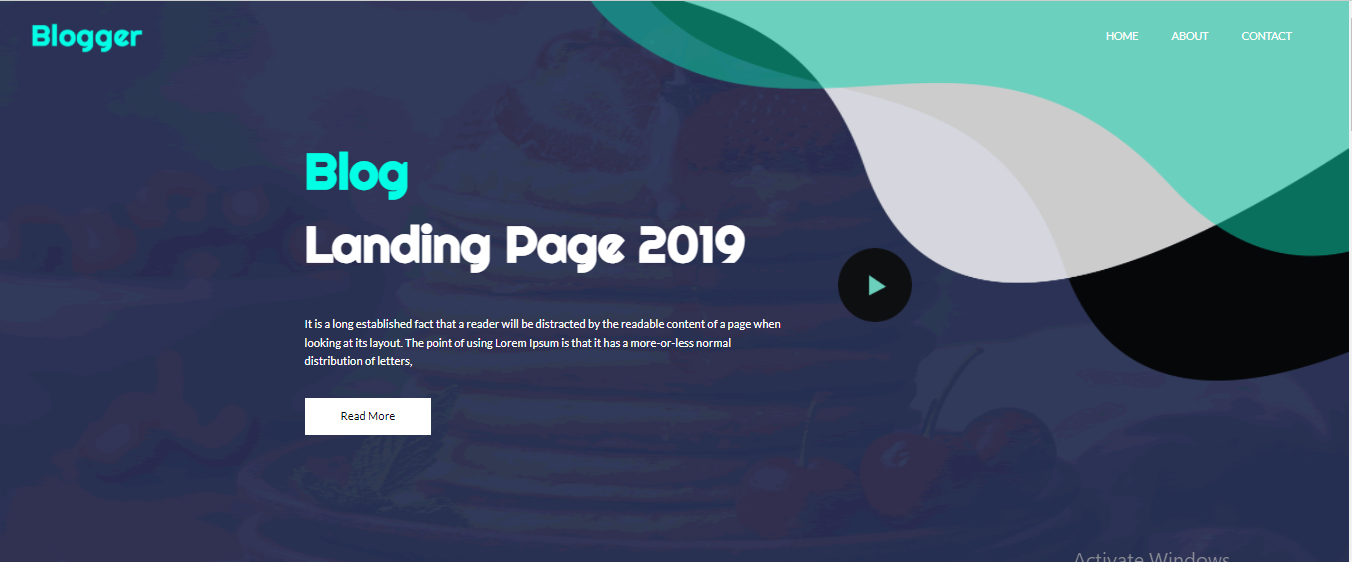 Blogger
HOME ABOUT CONTACT
Blog
Landing Page 2019
It is a long established fact that a reader will be distracted by the readable content of a page when
looking at its layout. The point of using Lorem Ipsum is that it has a more-or-less normal
distribution of letters,
Read More
Activate Windows